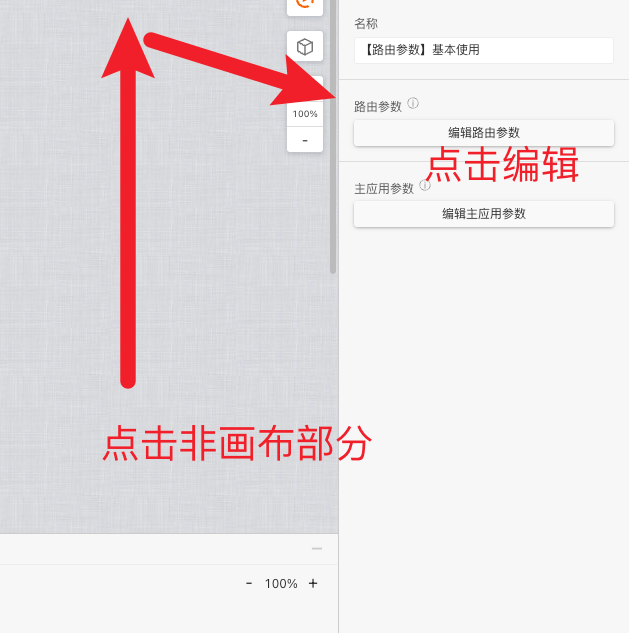 名称
【路由参数】基本使用
100%
-
路由参数
编辑路由参数
点击编辑
主应用参数
编辑主应用参数
点击非画布部分
- 100% +